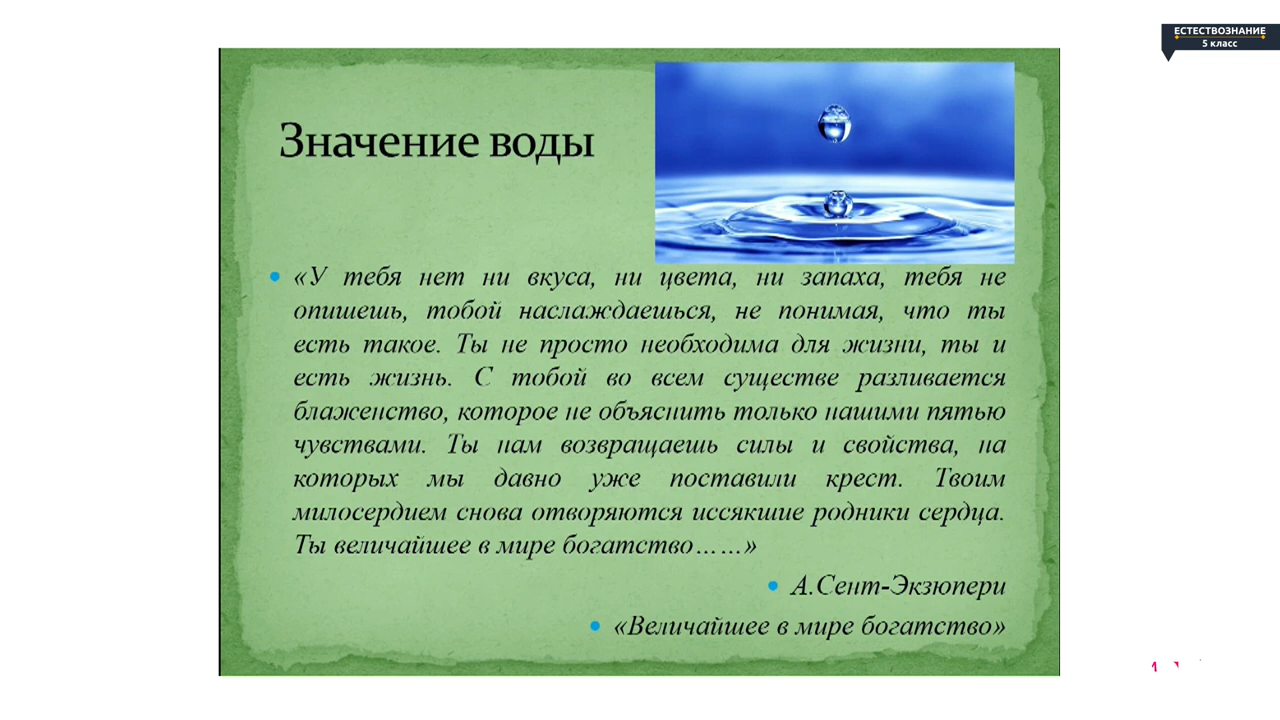 ЕСТЕСТВОЗНАНИЕ
5 класс
Значение воды
«У тебя нет ни вкуса, ни цвета, ни запаха, тебя не
опишешь, тобой наслаждаешься, не понимая, что ты
есть такое. Ты не просто необходима для жизни, ты и
есть жизнь. С тобой во всем существе разливается
блаженство, которое не объяснить только нашими пятью
чувствами. Ты нам возвращаешь силы и свойства, на
которых мы давно уже поставили крест. Твоим
милосердием снова отворяются иссякшие родники сердца.
Ты величайшее в мире богатство……»
А.Сент-Экзюпери
«Величайшее в мире богатство»